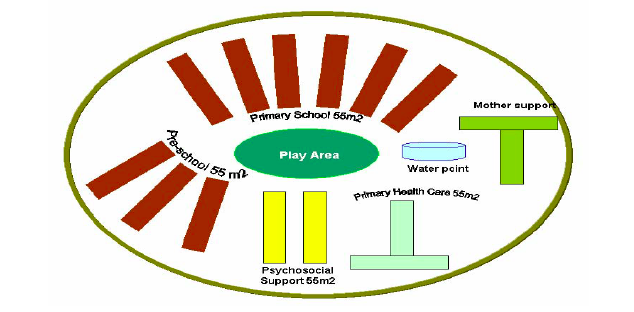 Primary School 55m2
Mother support
Pre-school 55 m2
Play Area
Water point
Primary Health Care 55m2
Psychosocial
Support 55m2